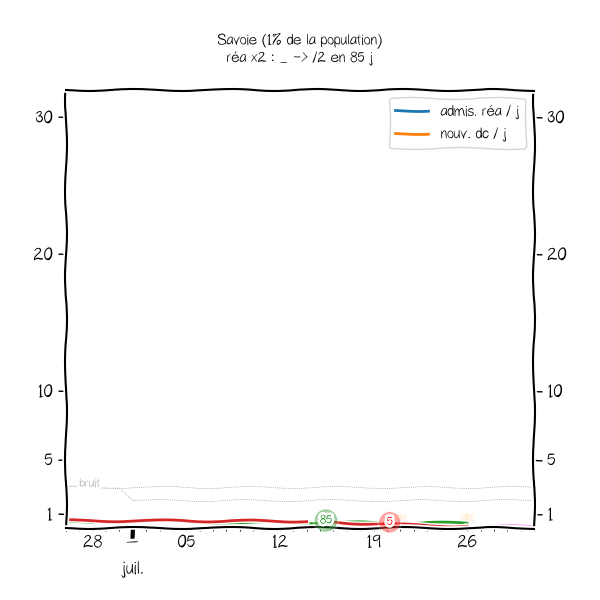 Savoie (1% de la population)
réa x2 : _ -> /2 en 85 j
admis. réa / j
nouv. dc / j
30 30
20 20
10 10
5 5
bruit
1 1
85 5
28 05 12 19 26
juil.